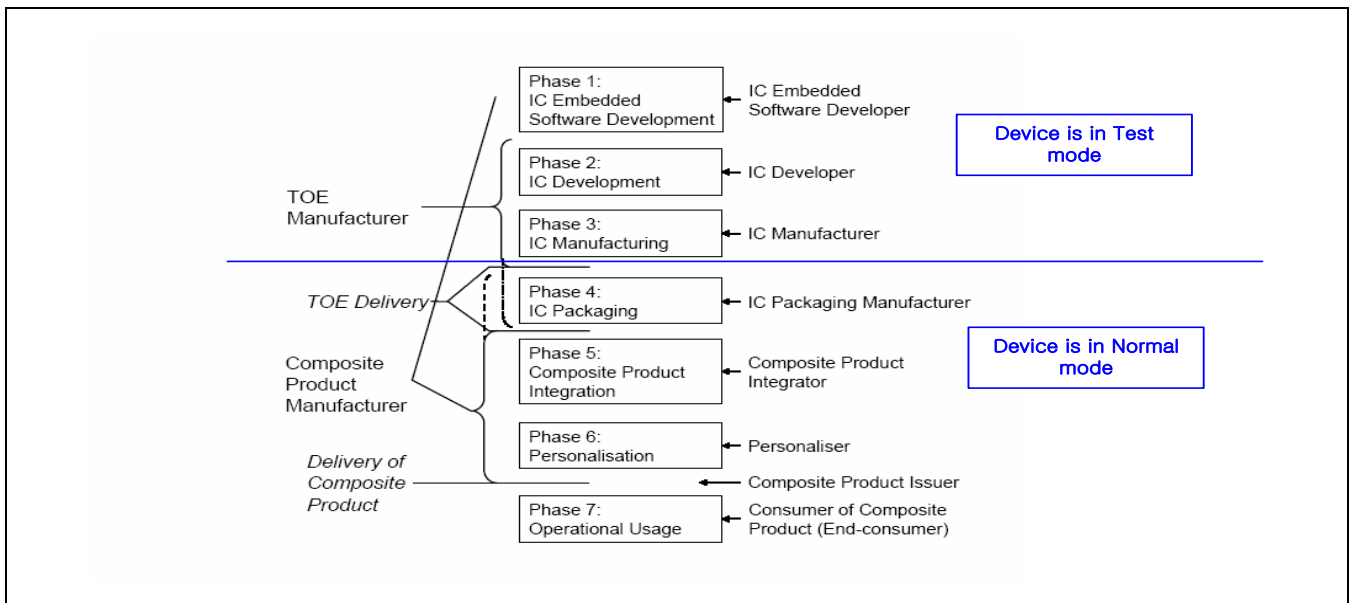 Phase 1:
IC Embedded
Software Development
IC Embedded
Software Developer
Device is in Test
mode
Phase 2:
IC Development
IC Developer
TOE
Manufacturer
Phase 3:
IC Manufacturing
IC Manufacturer
TOE Delivery
Phase 4:
IC Packaging
IC Packaging Manufacturer
Device is in Normal
mode
Composite
Product
Manufacturer
Phase 5:
Composite Product
Integration
Composite Product
Integrator
Phase 6:
Personalisation
Personaliser
Delivery of
Composite
Product
Composite Product Issuer
Phase 7:
Operational Usage
Consumer of Composite
Product (End-consumer)